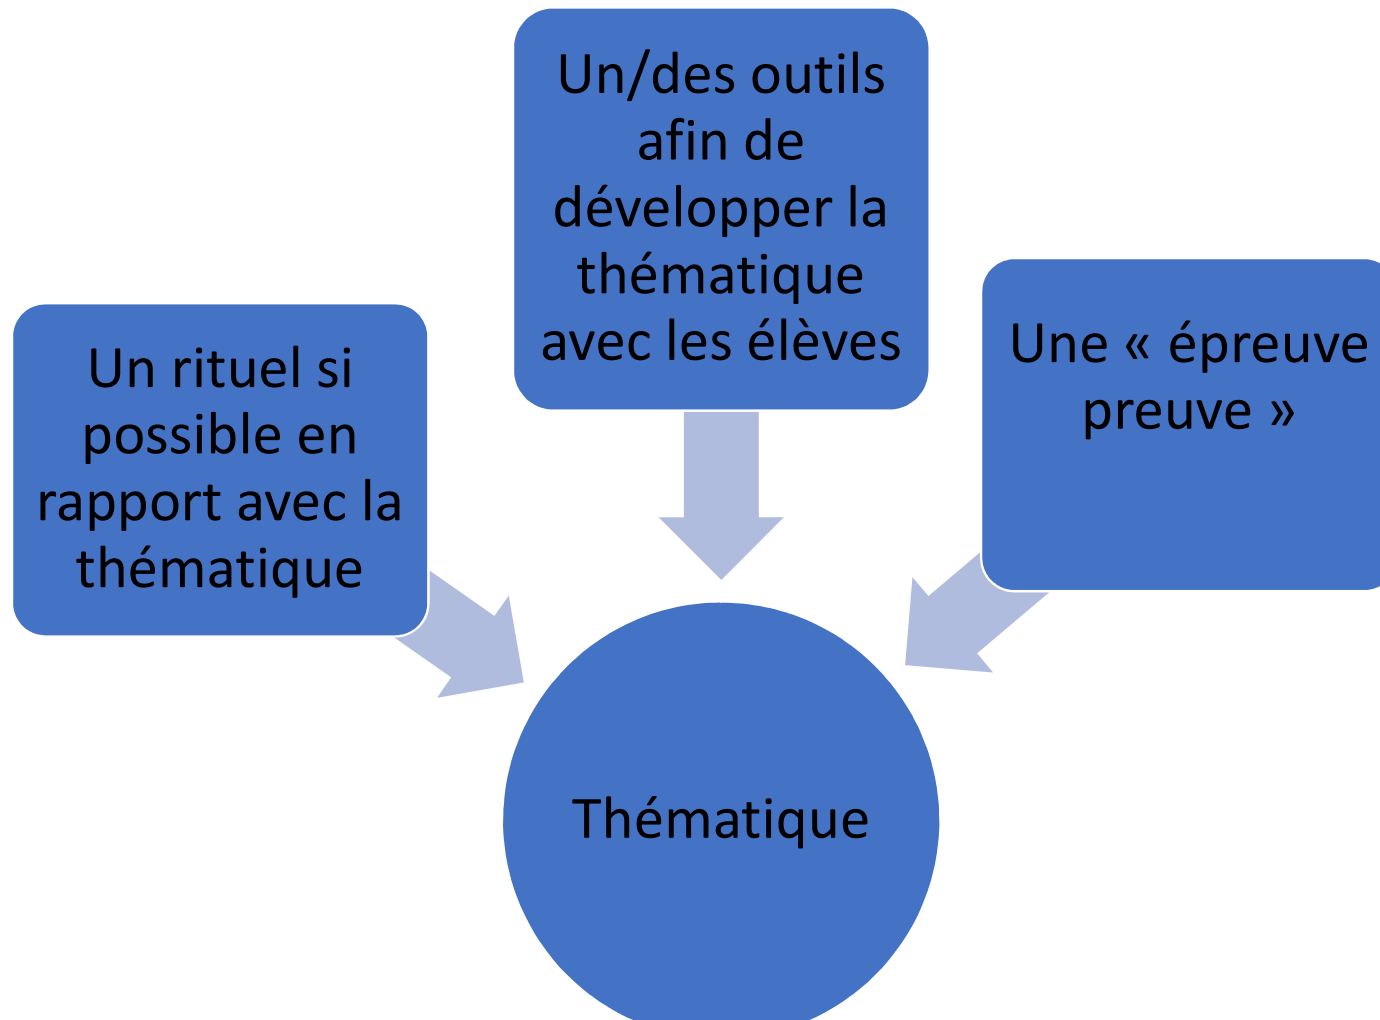 Un/des outils
afin de
développer la
thématique
avec les élèves
Un rituel si
possible en
rapport avec la
thématique
Une « épreuve
preuve »
Thématique